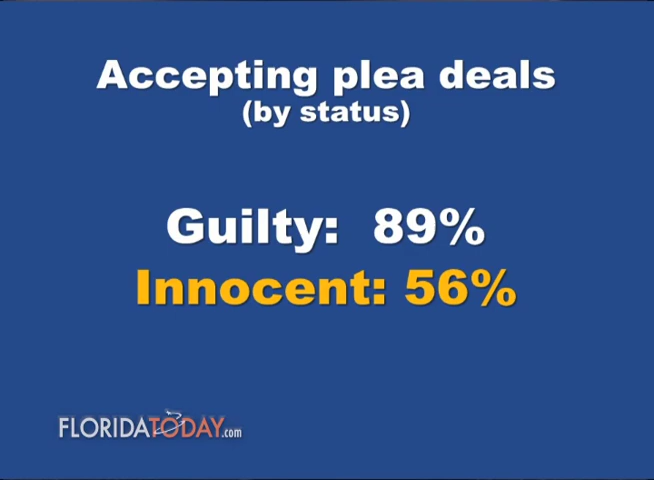 Accepting plea deals
(by status)
Guilty: 89%
Innocent: 56%
FLORIDATODAY.com